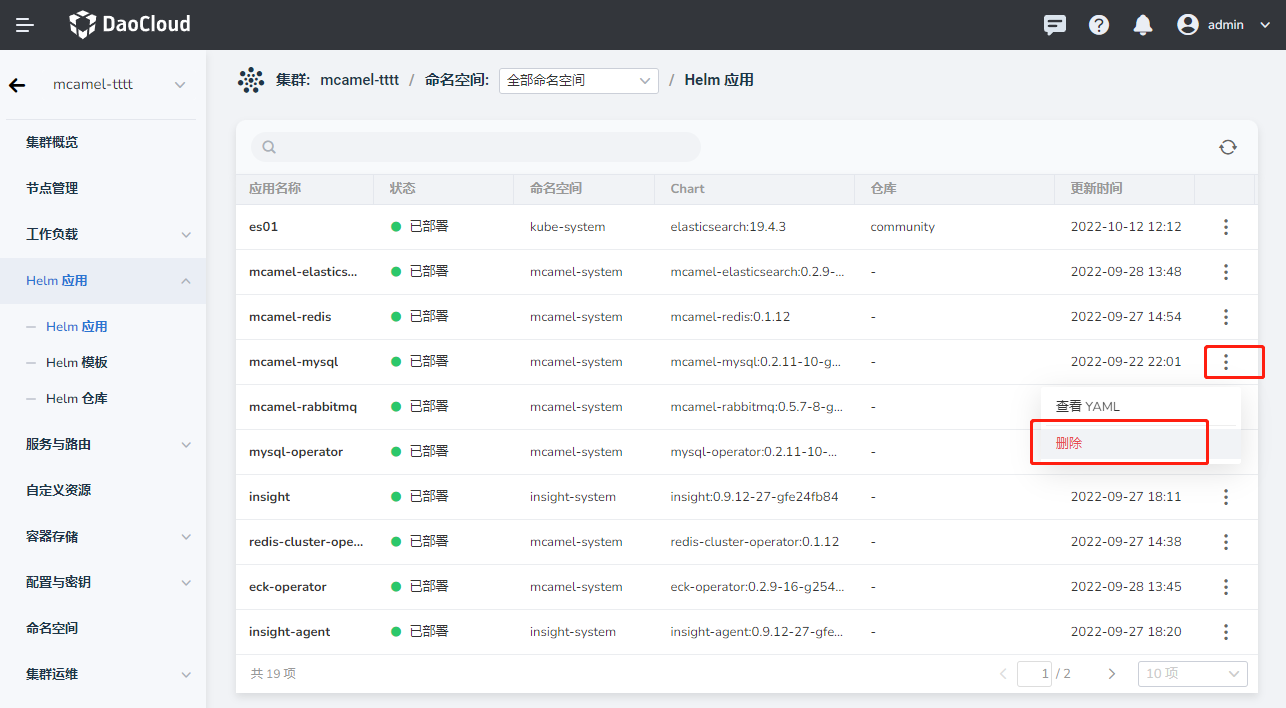 DaoCloud
admin
mcamel-tttt
集群: mcamel-tttt / 命名空间: 全部命名空间 / Helm 应用
集群概览
节点管理
工作负载
Helm 应用
Helm 应用
Helm 模板
Helm 仓库
服务与路由
自定义资源
容器存储
配置与密钥
命名空间
集群运维
应用名称 状态 命名空间 Chart 仓库 更新时间
es01 已部署 kube-system elasticsearch:19.4.3 community 2022-10-12 12:12
mcamel-elastics... 已部署 mcamel-system mcamel-elasticsearch:0.2.9-... - 2022-09-28 13:48
mcamel-redis 已部署 mcamel-system mcamel-redis:0.1.12 - 2022-09-27 14:54
mcamel-mysql 已部署 mcamel-system mcamel-mysql:0.2.11-10-g... - 2022-09-22 22:01
mcamel-rabbitmq 已部署 mcamel-system mcamel-rabbitmq:0.5.7-8-g... -
查看 YAML
mysql-operator 已部署 mcamel-system mysql-operator:0.2.11-10-... -
删除
insight 已部署 insight-system insight:0.9.12-27-gfe24fb84 - 2022-09-27 18:11
redis-cluster-ope... 已部署 mcamel-system redis-cluster-operator:0.1.12 - 2022-09-27 14:38
eck-operator 已部署 mcamel-system eck-operator:0.2.9-16-g254... - 2022-09-28 13:45
insight-agent 已部署 insight-system insight-agent:0.9.12-27-gfe... - 2022-09-27 18:20
共 19 项
1 / 2
10 项